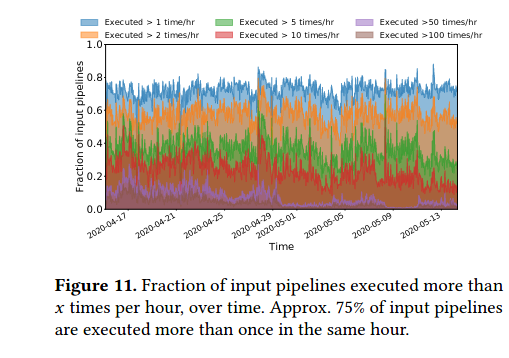 Executed > 1 time/hr Executed > 5 times/hr Executed >50 times/hr
Executed > 2 times/hr Executed > 10 times/hr Executed >100 times/hr
1.0
0.8
0.6
0.4
0.2
0.0
Fraction of input pipelines
2020-04-17 2020-04-21 2020-04-25 2020-04-29 2020-05-01 2020-05-05 2020-05-09 2020-05-13
Time
Figure 11. Fraction of input pipelines executed more than
x times per hour, over time. Approx. 75% of input pipelines
are executed more than once in the same hour.